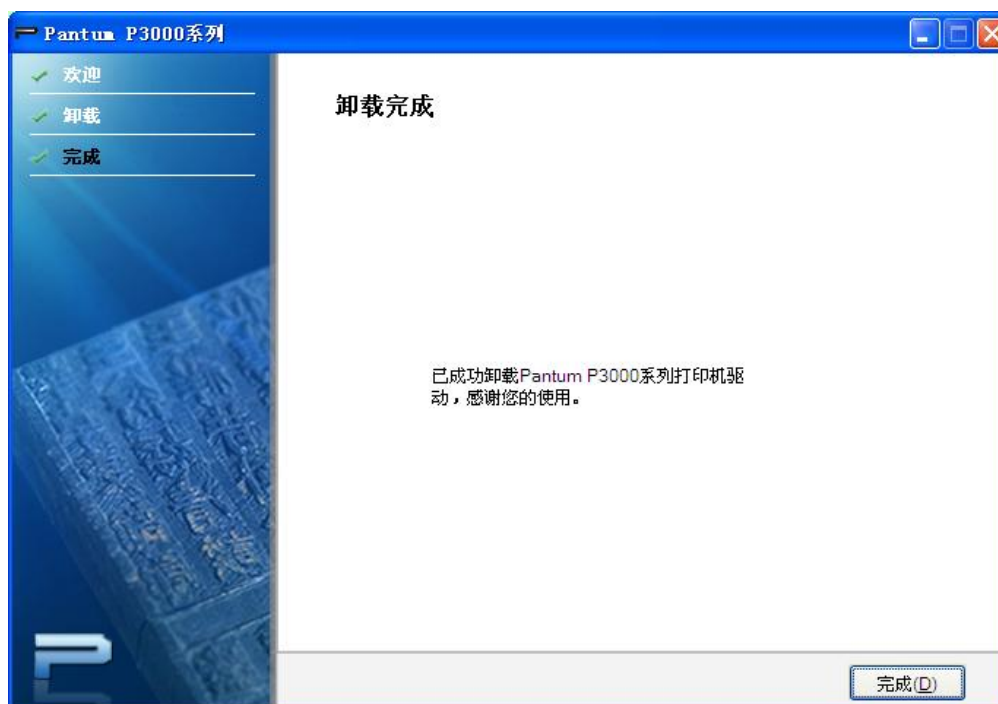 Pantum P3000系列
欢迎
卸载
完成
卸载完成
已成功卸载Pantum P3000系列打印机驱
动，感谢您的使用。
完成(D)